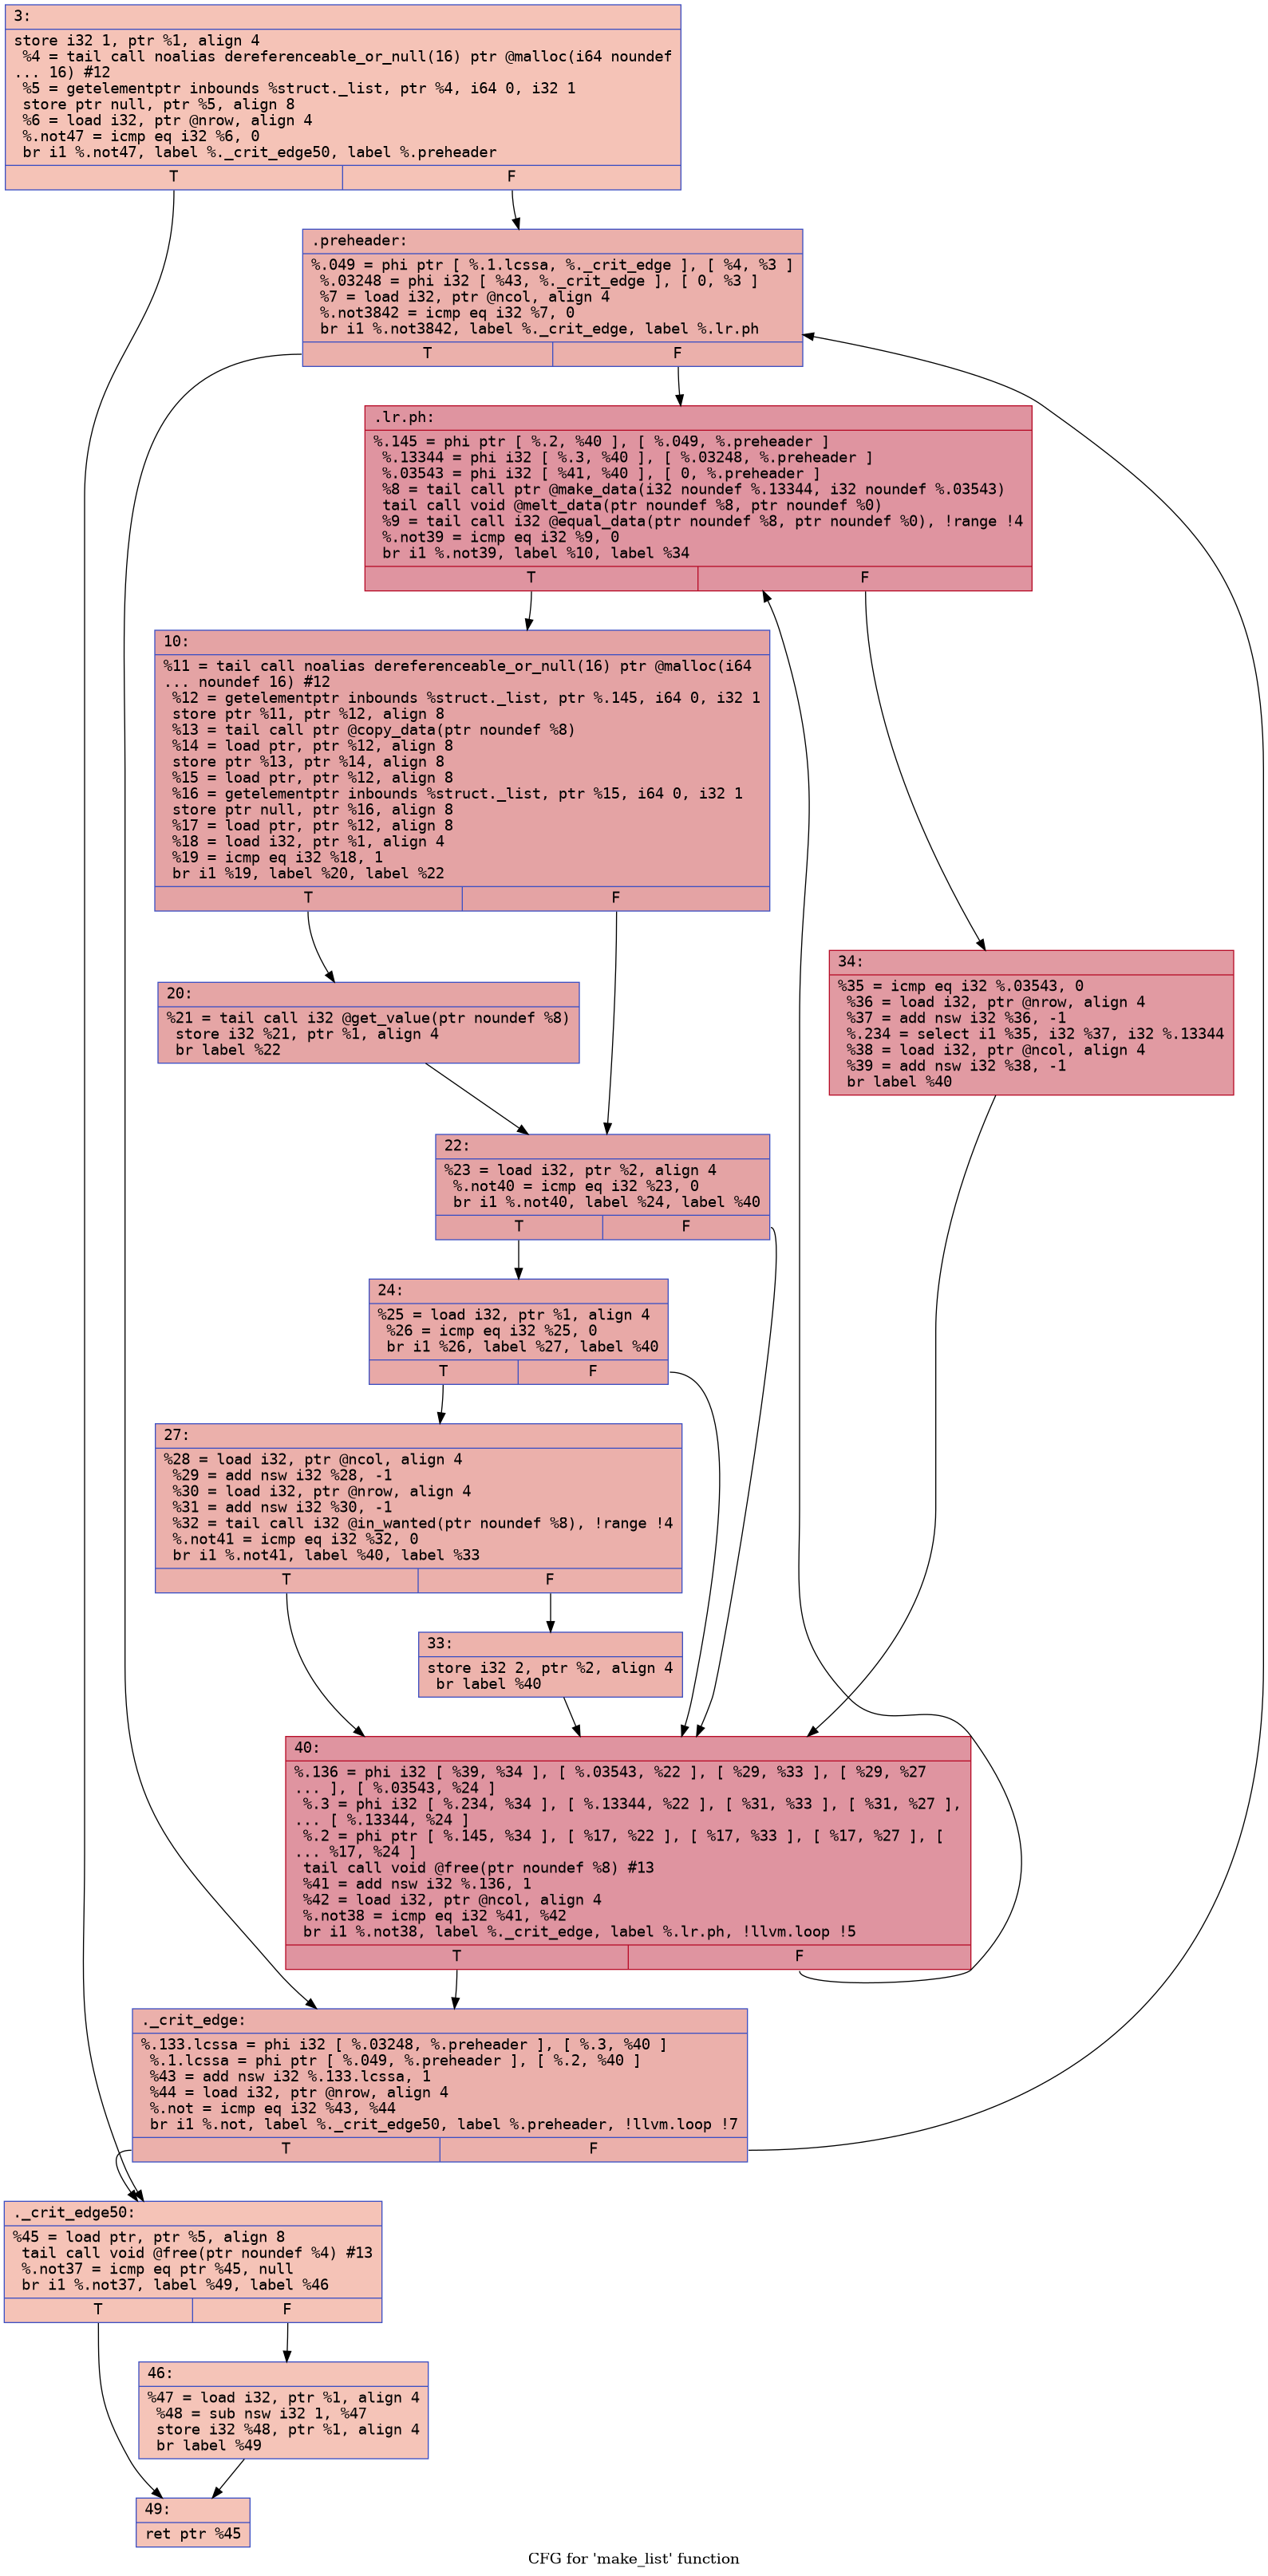 3:
store i32 1, ptr %1, align 4
%4 = tail call noalias dereferenceable_or_null(16) ptr @malloc(i64 noundef
... 16) #12
%5 = getelementptr inbounds %struct._list, ptr %4, i64 0, i32 1
store ptr null, ptr %5, align 8
%6 = load i32, ptr @nrow, align 4
%.not47 = icmp eq i32 %6, 0
br i1 %.not47, label %._crit_edge50, label %.preheader
T F
.preheader:
%.049 = phi ptr [ %.1.lcssa, %._crit_edge ], [ %4, %3 ]
%.03248 = phi i32 [ %43, %._crit_edge ], [ 0, %3 ]
%7 = load i32, ptr @ncol, align 4
%.not3842 = icmp eq i32 %7, 0
br i1 %.not3842, label %._crit_edge, label %.lr.ph
T F
.lr.ph:
%.145 = phi ptr [ %.2, %40 ], [ %.049, %.preheader ]
%.13344 = phi i32 [ %.3, %40 ], [ %.03248, %.preheader ]
%.03543 = phi i32 [ %41, %40 ], [ 0, %.preheader ]
%8 = tail call ptr @make_data(i32 noundef %.13344, i32 noundef %.03543)
tail call void @melt_data(ptr noundef %8, ptr noundef %0)
%9 = tail call i32 @equal_data(ptr noundef %8, ptr noundef %0), !range !4
%.not39 = icmp eq i32 %9, 0
br i1 %.not39, label %10, label %34
T F
10:
%11 = tail call noalias dereferenceable_or_null(16) ptr @malloc(i64
... noundef 16) #12
%12 = getelementptr inbounds %struct._list, ptr %.145, i64 0, i32 1
store ptr %11, ptr %12, align 8
%13 = tail call ptr @copy_data(ptr noundef %8)
%14 = load ptr, ptr %12, align 8
store ptr %13, ptr %14, align 8
%15 = load ptr, ptr %12, align 8
%16 = getelementptr inbounds %struct._list, ptr %15, i64 0, i32 1
store ptr null, ptr %16, align 8
%17 = load ptr, ptr %12, align 8
%18 = load i32, ptr %1, align 4
%19 = icmp eq i32 %18, 1
br i1 %19, label %20, label %22
T F
34:
%35 = icmp eq i32 %.03543, 0
%36 = load i32, ptr @nrow, align 4
%37 = add nsw i32 %36, -1
%.234 = select i1 %35, i32 %37, i32 %.13344
%38 = load i32, ptr @ncol, align 4
%39 = add nsw i32 %38, -1
br label %40
20:
%21 = tail call i32 @get_value(ptr noundef %8)
store i32 %21, ptr %1, align 4
br label %22
22:
%23 = load i32, ptr %2, align 4
%.not40 = icmp eq i32 %23, 0
br i1 %.not40, label %24, label %40
T F
24:
%25 = load i32, ptr %1, align 4
%26 = icmp eq i32 %25, 0
br i1 %26, label %27, label %40
T F
27:
%28 = load i32, ptr @ncol, align 4
%29 = add nsw i32 %28, -1
%30 = load i32, ptr @nrow, align 4
%31 = add nsw i32 %30, -1
%32 = tail call i32 @in_wanted(ptr noundef %8), !range !4
%.not41 = icmp eq i32 %32, 0
br i1 %.not41, label %40, label %33
T F
33:
store i32 2, ptr %2, align 4
br label %40
40:
%.136 = phi i32 [ %39, %34 ], [ %.03543, %22 ], [ %29, %33 ], [ %29, %27
... ], [ %.03543, %24 ]
%.3 = phi i32 [ %.234, %34 ], [ %.13344, %22 ], [ %31, %33 ], [ %31, %27 ],
... [ %.13344, %24 ]
%.2 = phi ptr [ %.145, %34 ], [ %17, %22 ], [ %17, %33 ], [ %17, %27 ], [
... %17, %24 ]
tail call void @free(ptr noundef %8) #13
%41 = add nsw i32 %.136, 1
%42 = load i32, ptr @ncol, align 4
%.not38 = icmp eq i32 %41, %42
br i1 %.not38, label %._crit_edge, label %.lr.ph, !llvm.loop !5
T F
._crit_edge:
%.133.lcssa = phi i32 [ %.03248, %.preheader ], [ %.3, %40 ]
%.1.lcssa = phi ptr [ %.049, %.preheader ], [ %.2, %40 ]
%43 = add nsw i32 %.133.lcssa, 1
%44 = load i32, ptr @nrow, align 4
%.not = icmp eq i32 %43, %44
br i1 %.not, label %._crit_edge50, label %.preheader, !llvm.loop !7
T F
._crit_edge50:
%45 = load ptr, ptr %5, align 8
tail call void @free(ptr noundef %4) #13
%.not37 = icmp eq ptr %45, null
br i1 %.not37, label %49, label %46
T F
46:
%47 = load i32, ptr %1, align 4
%48 = sub nsw i32 1, %47
store i32 %48, ptr %1, align 4
br label %49
49:
ret ptr %45
CFG for 'make_list' function